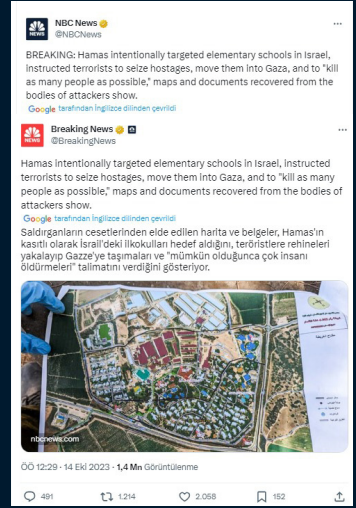 NBC News
@NBCNews
BREAKING: Hamas intentionally targeted elementary schools in Israel,
instructed terrorists to seize hostages, move them into Gaza, and to "kill
as many people as possible," maps and documents recovered from the
bodies of attackers show.
Google tarafından İngilizce dilinden çevrildi
NEWS
Breaking News
@BreakingNews
NEWS
Hamas intentionally targeted elementary schools in Israel, instructed
terrorists to seize hostages, move them into Gaza, and to "kill as many
people as possible," maps and documents recovered from the bodies of
attackers show.
Google tarafından İngilizce dilinden çevrildi
Saldırganların cesetlerinden elde edilen harita ve belgeler, Hamas'ın
kasıtlı olarak İsrail'deki ilkokulları hedef aldığını, teröristlere rehineleri
yakalayıp Gazze'ye taşımaları ve "mümkün olduğunca çok insanı
öldürmeleri" talimatını verdiğini gösteriyor.
nbcnews.com
ÖÖ 12:29 · 14 Eki 2023 · 1,4 Mn Görüntülenme
491 1.214 2.058 152